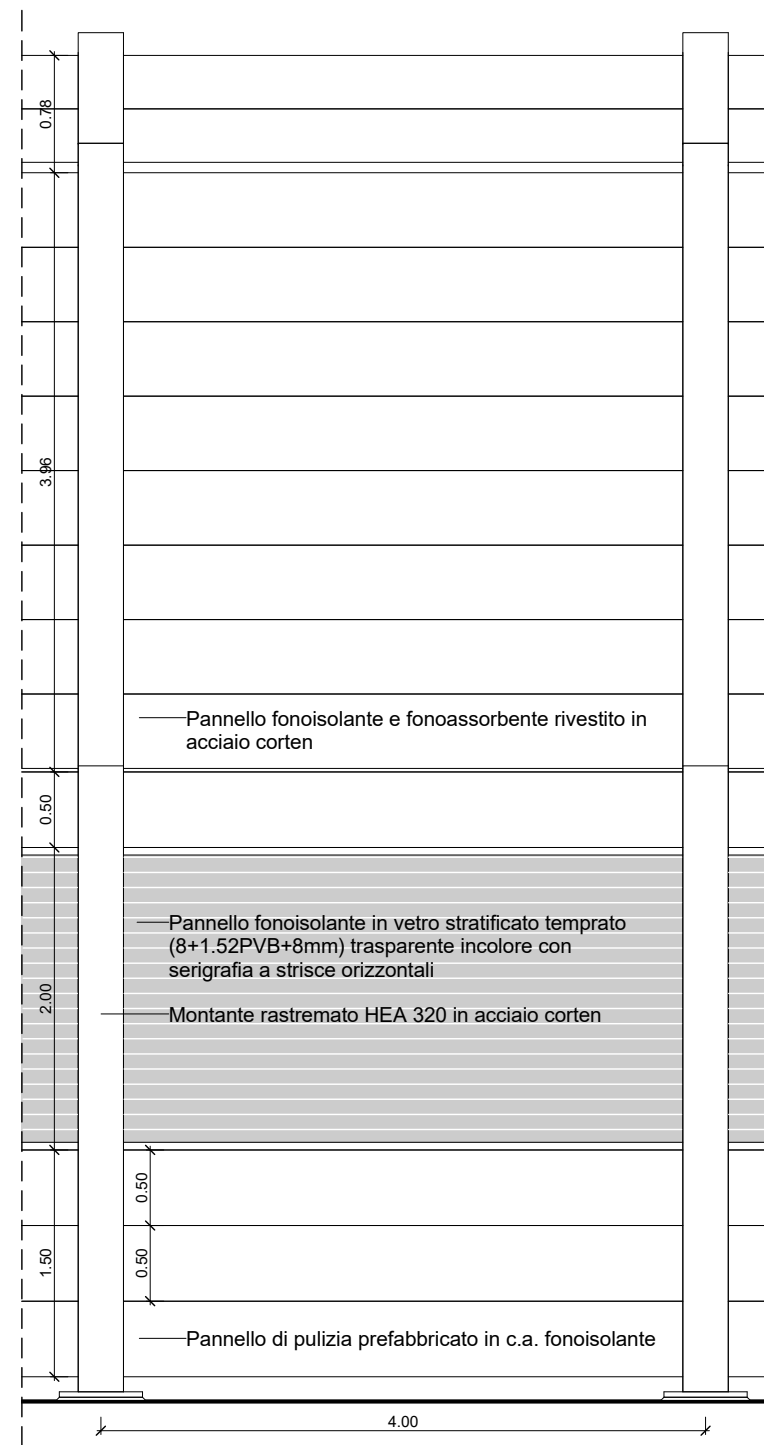 0.78
3.96
Pannello fonoisolante e fonoassorbente rivestito in
acciaio corten
0.50
Pannello fonoisolante in vetro stratificato temprato
(8+1.52PVB+8mm) trasparente incolore con
serigrafia a strisce orizzontali
2.00
Montante rastremato HEA 320 in acciaio corten
0.50
1.50
0.50
Pannello di pulizia prefabbricato in c.a. fonoisolante
4.00